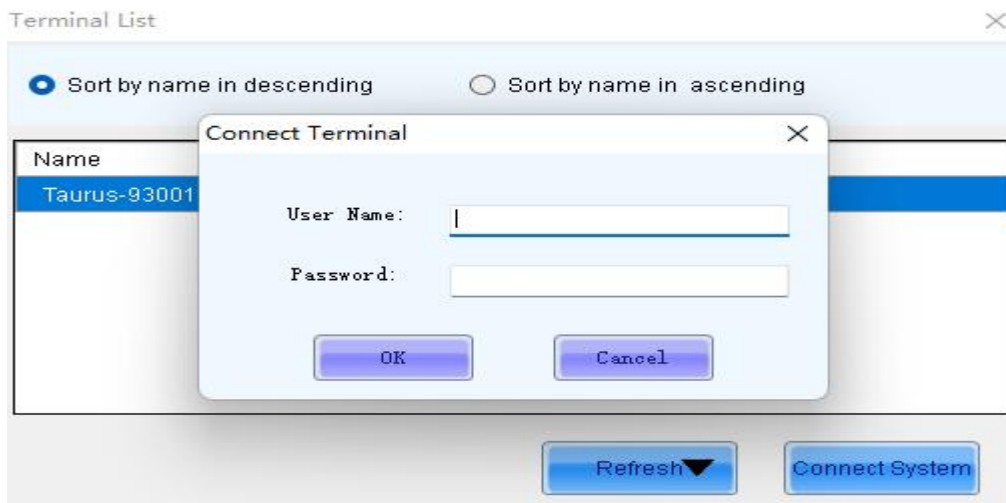 Terminal List
Sort by name in descending
Sort by name in ascending
Connect Terminal
Name
Taurus-93001
User Name:
Password:
OK
Cancel
Refresh
Connect System